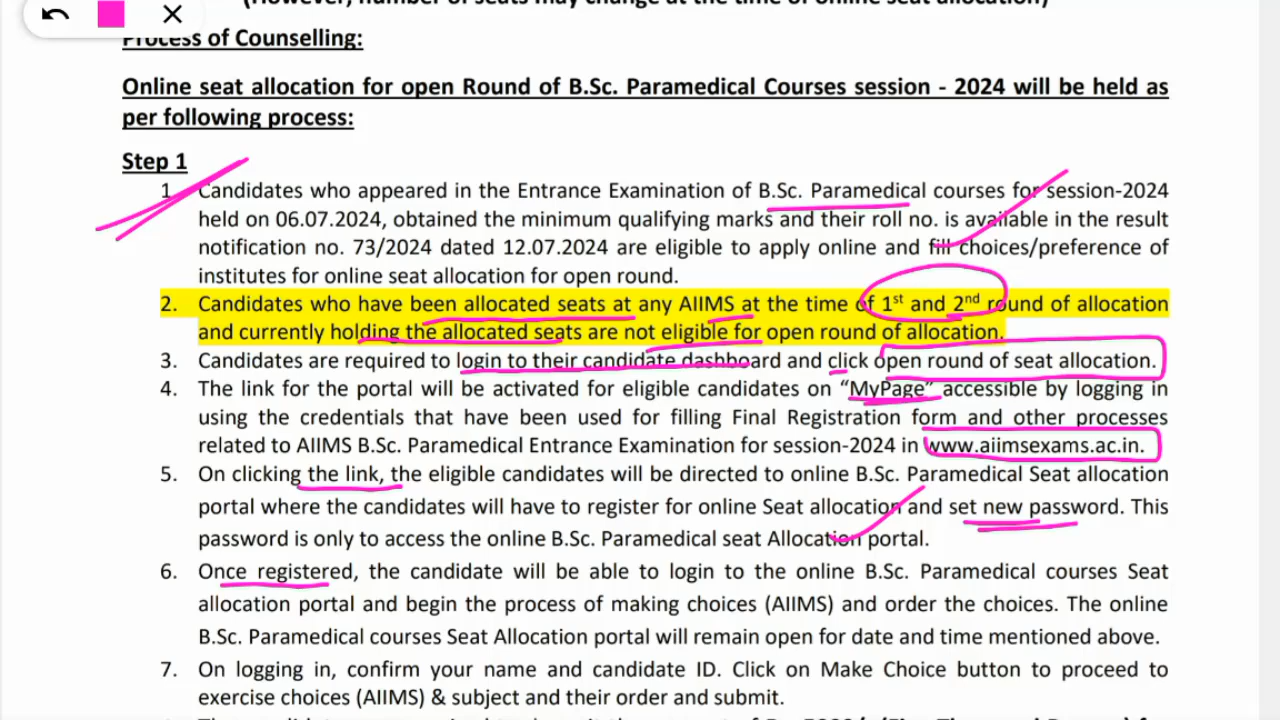 (However, number of seats may change at the time of online seat allocation)
Process of Counselling:
Online seat allocation for open Round of B.Sc. Paramedical Courses session - 2024 will be held as
per following process:
Step 1
1. Candidates who appeared in the Entrance Examination of B.Sc. Paramedical courses for session-2024
held on 06.07.2024, obtained the minimum qualifying marks and their roll no. is available in the result
notification no. 73/2024 dated 12.07.2024 are eligible to apply online and fill choices/preference of
institutes for online seat allocation for open round.
2. Candidates who have been allocated seats at any AIIMS at the time of 1st and 2nd round of allocation
and currently holding the allocated seats are not eligible for open round of allocation.
3. Candidates are required to login to their candidate dashboard and click open round of seat allocation.
4. The link for the portal will be activated for eligible candidates on “MyPage” accessible by logging in
using the credentials that have been used for filling Final Registration form and other processes
related to AIIMS B.Sc. Paramedical Entrance Examination for session-2024 in www.aiimsexams.ac.in.
5. On clicking the link, the eligible candidates will be directed to online B.Sc. Paramedical Seat allocation
portal where the candidates will have to register for online Seat allocation and set new password. This
password is only to access the online B.Sc. Paramedical seat Allocation portal.
6. Once registered, the candidate will be able to login to the online B.Sc. Paramedical courses Seat
allocation portal and begin the process of making choices (AIIMS) and order the choices. The online
B.Sc. Paramedical courses Seat Allocation portal will remain open for date and time mentioned above.
7. On logging in, confirm your name and candidate ID. Click on Make Choice button to proceed to
exercise choices (AIIMS) & subject and their order and submit.